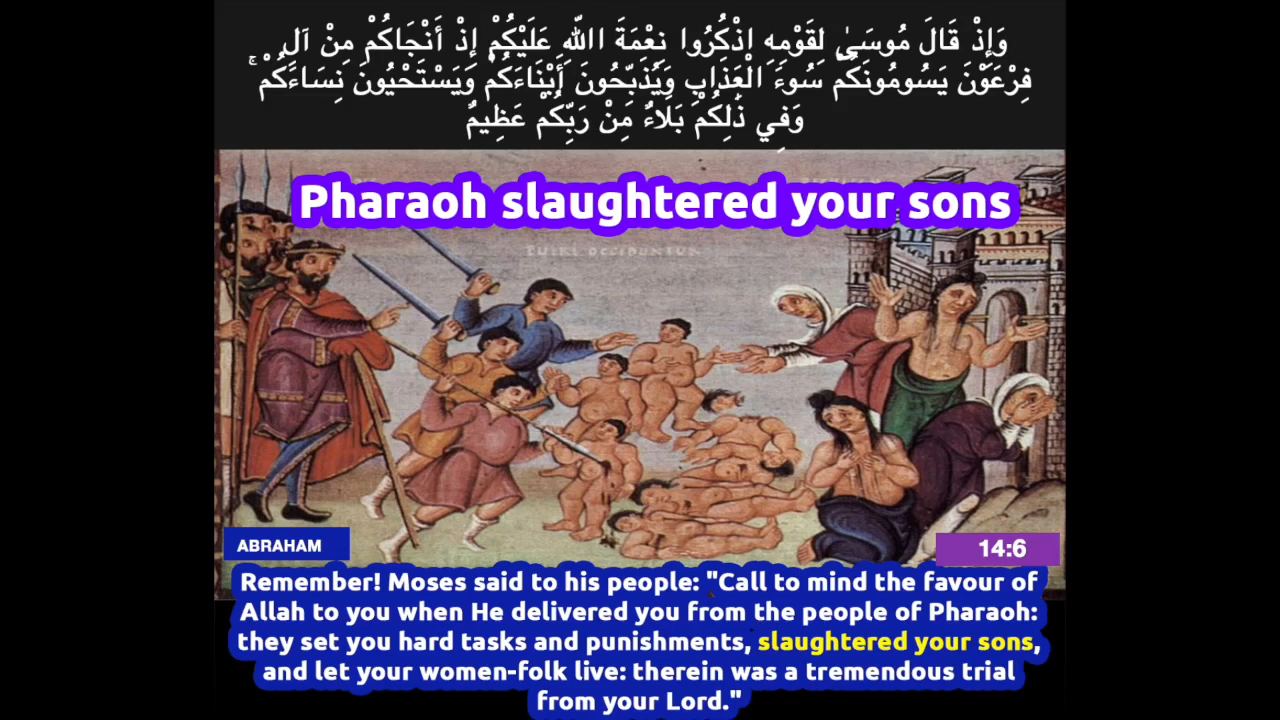 وَإِذْ قَالَ مُوسَىٰ لِقَوْمِهِ اذْكُرُوا نِعْمَةَ اللَّهِ عَلَيْكُمْ إِذْ أَنْجَاكُمْ مِنْ آلِ
فِرْعَوْنَ يَسُومُونَكُمْ سُوءَ الْعَذَابِ وَيُذَبِّحُونَ أَبْنَاءَكُمْ وَيَسْتَحْيُونَ نِسَاءَكُمْ ۚ
وَفِي ذَٰلِكُمْ بَلَاءٌ مِنْ رَبِّكُمْ عَظِيمٌ
Pharaoh slaughtered your sons
ABRAHAM
14:6
Remember! Moses said to his people: "Call to mind the favour of
Allah to you when He delivered you from the people of Pharaoh:
they set you hard tasks and punishments, slaughtered your sons,
and let your women-folk live: therein was a tremendous trial
from your Lord."